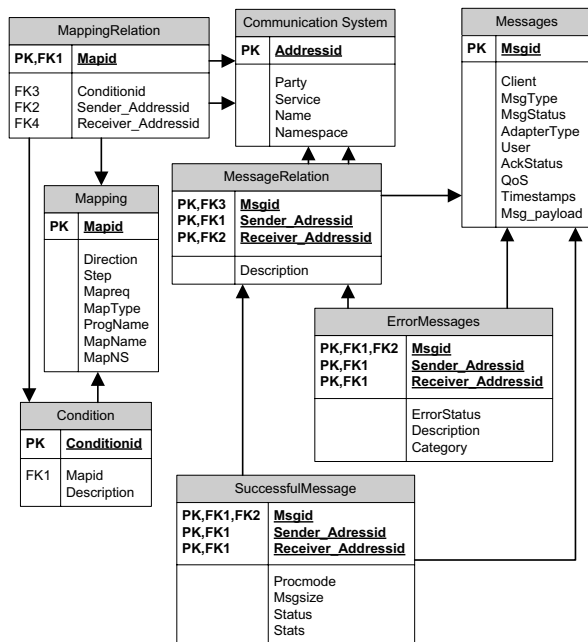 MappingRelation
PK,FK1 Mapid
FK3 Conditionid
FK2 Sender_Addressid
FK4 Receiver_Addressid
Communication System
PK Addressid
Party
Service
Name
Namespace
Messages
PK Msgid
Client
MsgType
MsgStatus
AdapterType
User
AckStatus
QoS
Timestamps
Msg_payload
MessageRelation
PK,FK3 Msgid
PK,FK1 Sender_Adressid
PK,FK2 Receiver_Addressid
Description
Mapping
PK Mapid
Direction
Step
Mapreq
MapType
ProgName
MapName
MapNS
ErrorMessages
PK,FK1,FK2 Msgid
PK,FK1 Sender_Adressid
PK,FK1 Receiver_Addressid
ErrorStatus
Description
Category
Condition
PK Conditionid
FK1 Mapid
Description
SuccessfulMessage
PK,FK1,FK2 Msgid
PK,FK1 Sender_Adressid
PK,FK1 Receiver_Addressid
Procmode
Msgsize
Status
Stats